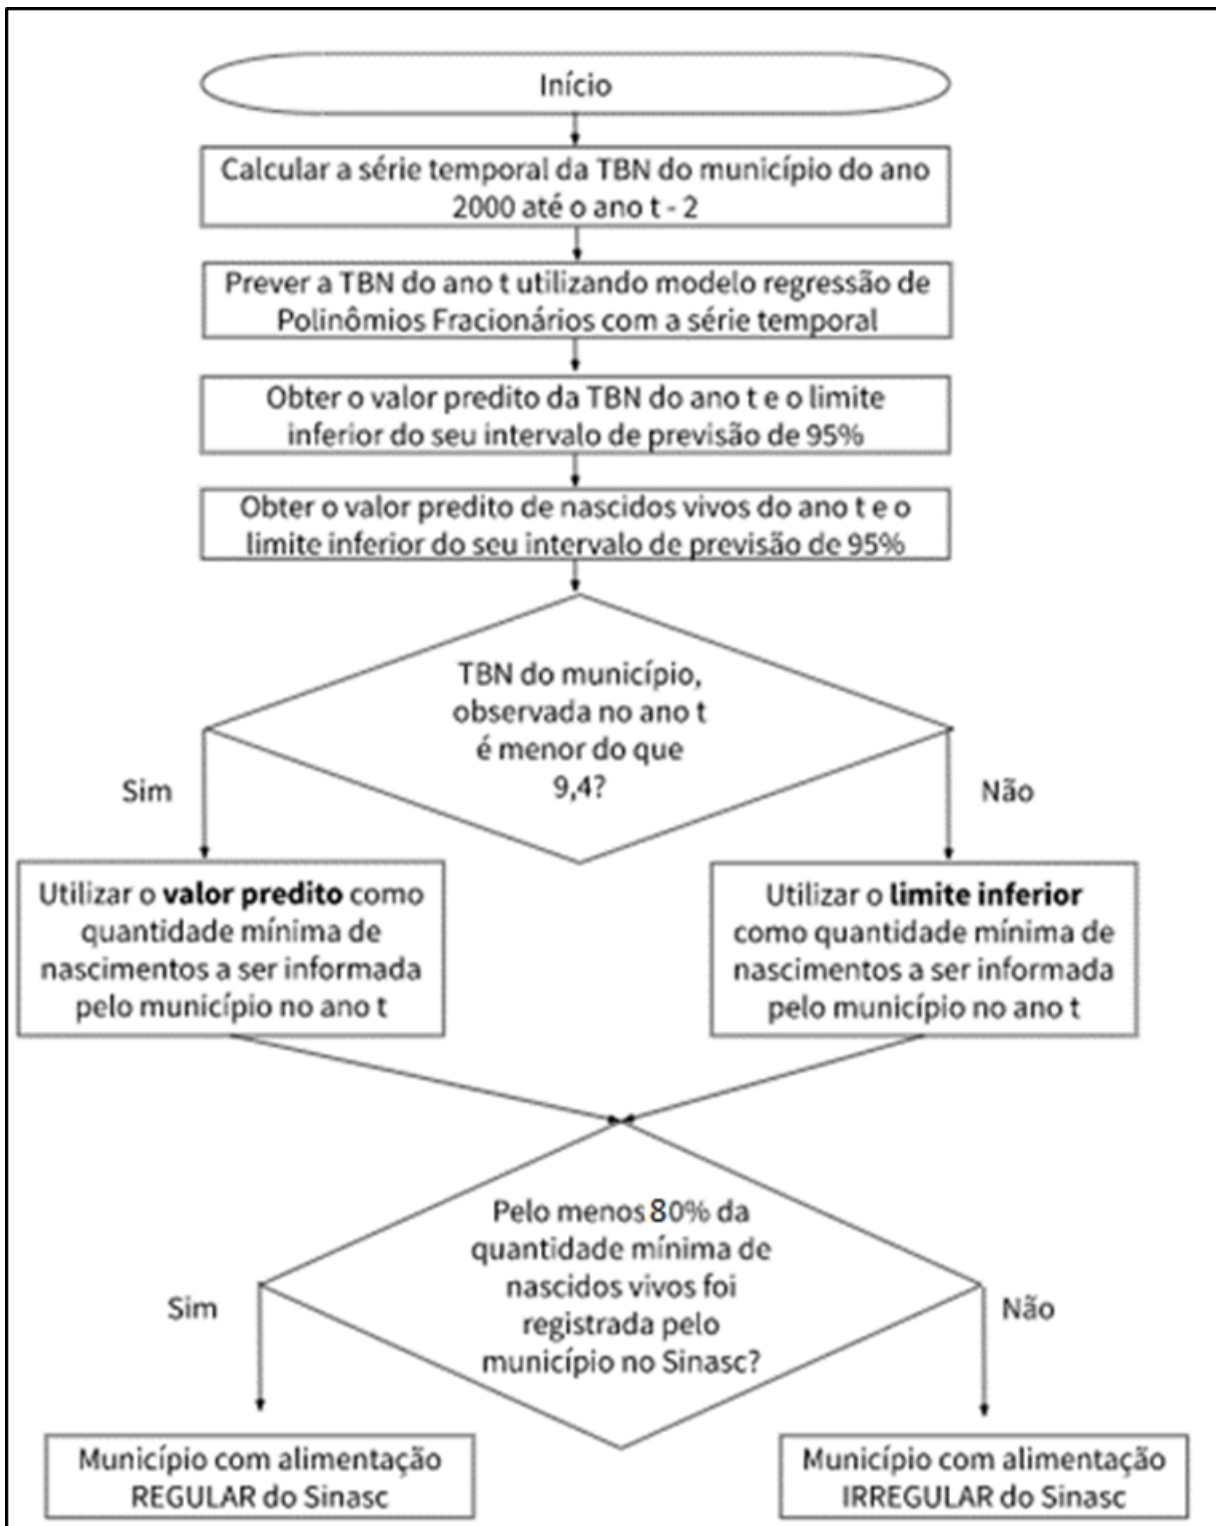 Início
Calcular a série temporal da TBN do município do ano
2000 até o ano t - 2
Prever a TBN do ano t utilizando modelo regressão de
Polinômios Fracionários com a série temporal
Obter o valor predito da TBN do ano t e o limite
inferior do seu intervalo de previsão de 95%
Obter o valor predito de nascidos vivos do ano t e o
limite inferior do seu intervalo de previsão de 95%
TBN do município,
observada no ano t
é menor do que
9,4?
Sim
Não
Utilizar o valor predito como
quantidade mínima de
nascimentos a ser informada
pelo município no ano t
Utilizar o limite inferior
como quantidade mínima de
nascimentos a ser informada
pelo município no ano t
Pelo menos 80% da
quantidade mínima de
nascidos vivos foi
registrada pelo
município no Sinasc?
Sim
Não
Município com alimentação
REGULAR do Sinasc
Município com alimentação
IRREGULAR do Sinasc